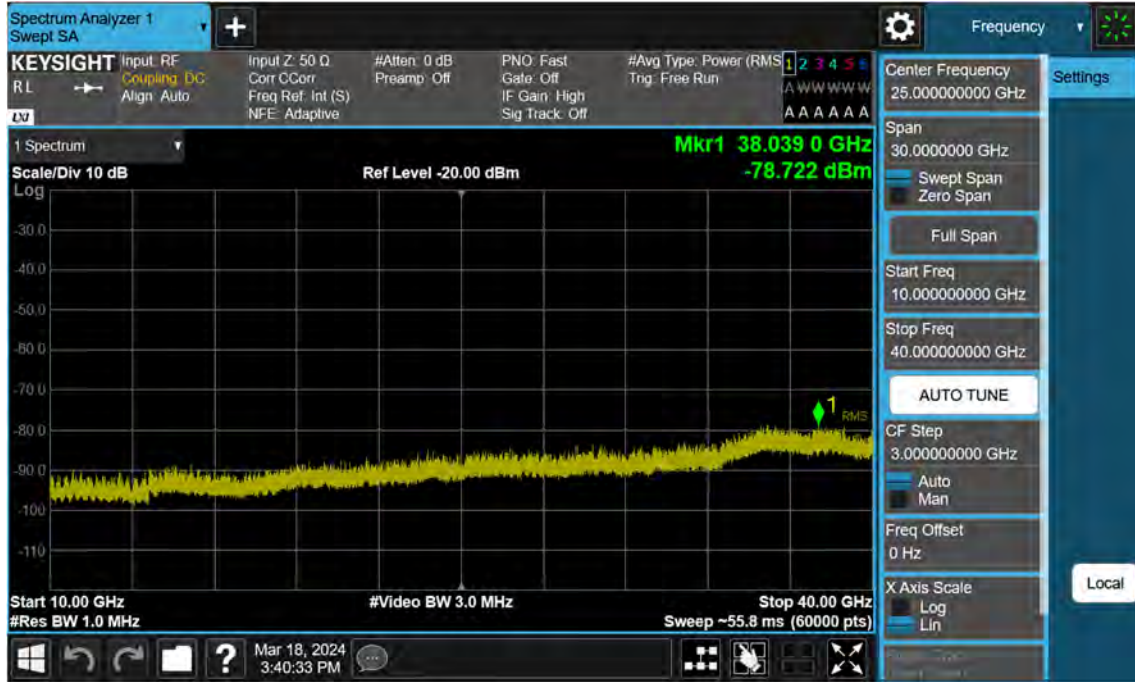 Spectrum Analyzer 1
Swept SA
Frequency
KEYSIGHT
RL
LXI
Input: RF
Coupling: DC
Align: Auto
Input Z: 50 Ω
Corr CCorr
Freq Ref: Int (S)
NFE: Adaptive
#Atten: 0 dB
Preamp: Off
PNO: Fast
Gate: Off
IF Gain: High
Sig Track: Off
#Avg Type: Power (RMS
Trig: Free Run
1 2 3 4 5 6
A W W W W W
A A A A A A
1 Spectrum
Scale/Div 10 dB
Log
Ref Level -20.00 dBm
Mkr1 38.039 0 GHz
-78.722 dBm
-30.0
-40.0
-50.0
-60.0
-70.0
-80.0
-90.0
-100
-110
1
RMS
Start 10.00 GHz
#Res BW 1.0 MHz
#Video BW 3.0 MHz
Stop 40.00 GHz
Sweep ~55.8 ms (60000 pts)
?
Mar 18, 2024
3:40:33 PM
Center Frequency
25.000000000 GHz
Span
30.0000000 GHz
Swept Span
Zero Span
Full Span
Start Freq
10.000000000 GHz
Stop Freq
40.000000000 GHz
AUTO TUNE
CF Step
3.000000000 GHz
Auto
Man
Freq Offset
0 Hz
X Axis Scale
Log
Lin
Settings
Local